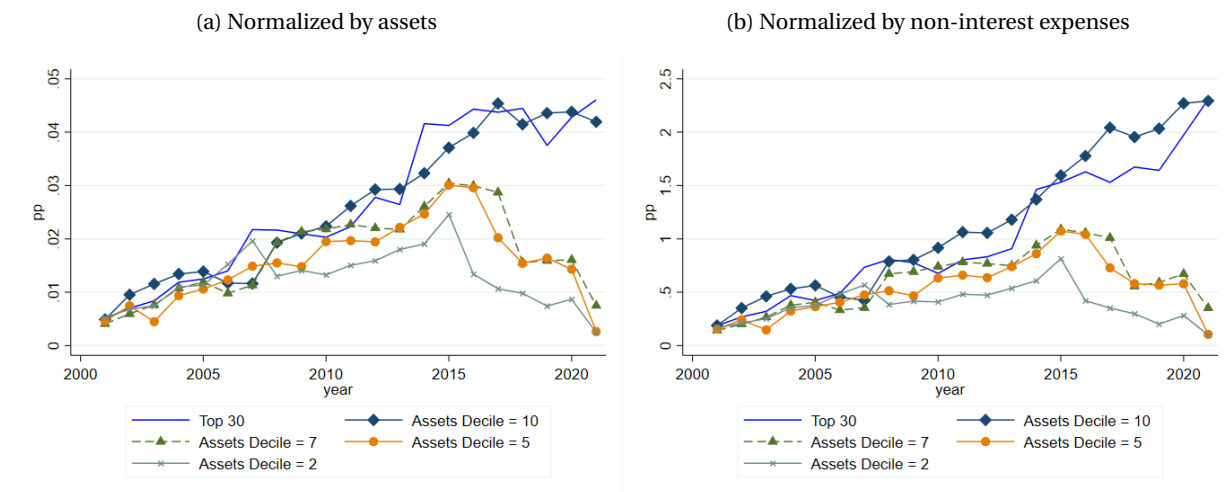 (a) Normalized by assets
(b) Normalized by non-interest expenses
.05
.04
.03
.02
.01
0
pp
2000
2005
2010
2015
2020
year
Top 30
Assets Decile = 10
Assets Decile = 7
Assets Decile = 5
Assets Decile = 2
2.5
2
1.5
1
.5
0
pp
2000
2005
2010
2015
2020
year
Top 30
Assets Decile = 10
Assets Decile = 7
Assets Decile = 5
Assets Decile = 2